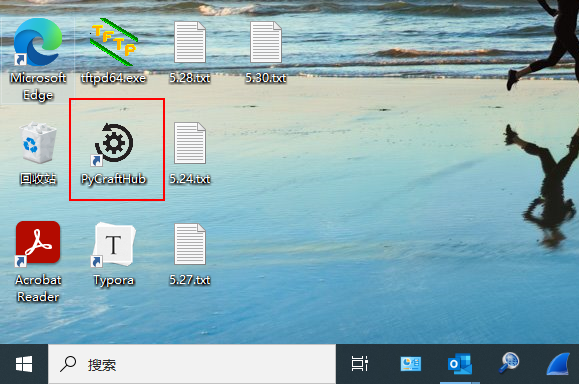 TFTP
Microsoft
Edge
tftpd64.exe
5.28.txt
5.30.txt
回收站
PyCraftHub
5.24.txt
Acrobat
Reader
T
Typora
5.27.txt
搜索